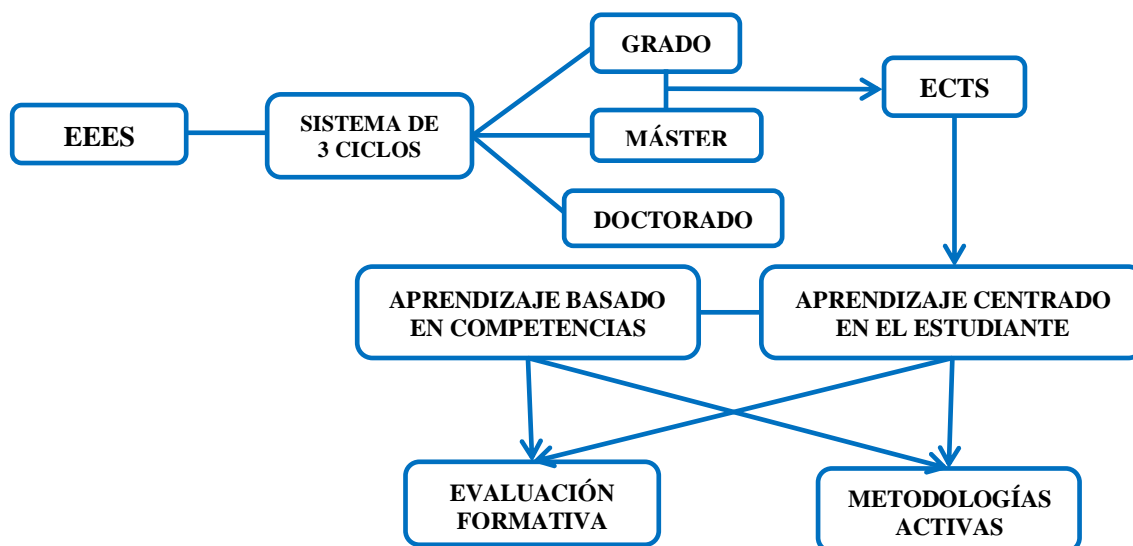 GRADO
ECTS
EEES
SISTEMA DE
3 CICLOS
MÁSTER
DOCTORADO
APRENDIZAJE BASADO
EN COMPETENCIAS
APRENDIZAJE CENTRADO
EN EL ESTUDIANTE
EVALUACIÓN
FORMATIVA
METODOLOGÍAS
ACTIVAS